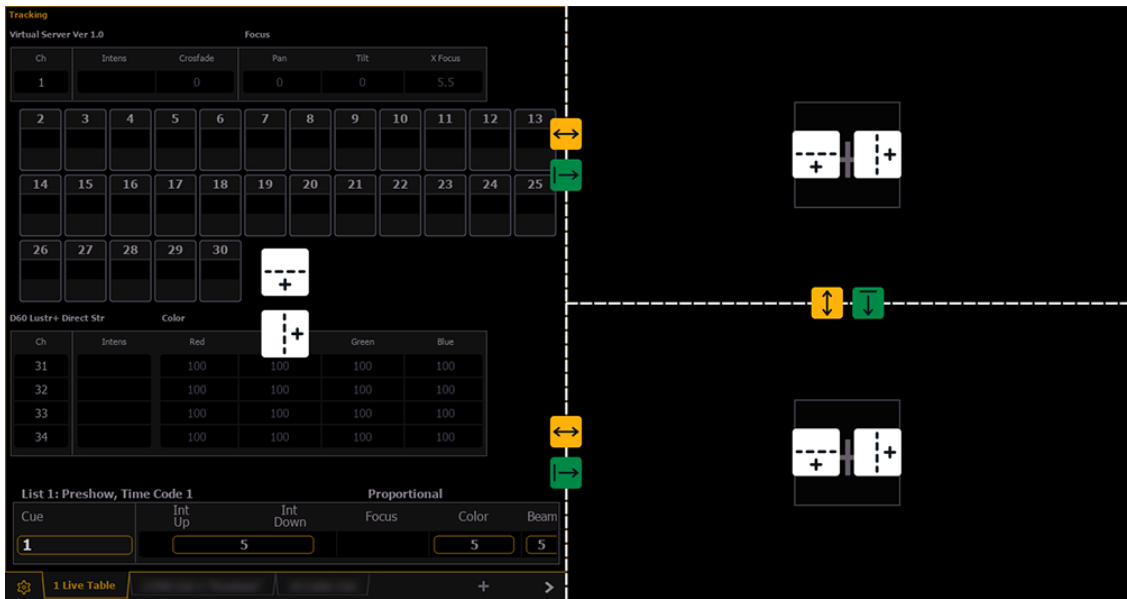 Tracking
Virtual Server Ver 1.0 Focus
Ch Intens Crosfade Pan Tilt X Focus
1 0 0 0 5.5
2 3 4 5 6 7 8 9 10 11 12 13
14 15 16 17 18 19 20 21 22 23 24 25
26 27 28 29 30
D60 Lustr+ Direct Str Color
Ch Intens Red Green Blue
31 100 100 100 100
32 100 100 100 100
33 100 100 100 100
34 100 100 100 100
List 1: Preshow, Time Code 1 Proportional
Cue Int Up Int Down Focus Color Beam
1 5 5 5
1 Live Table + >